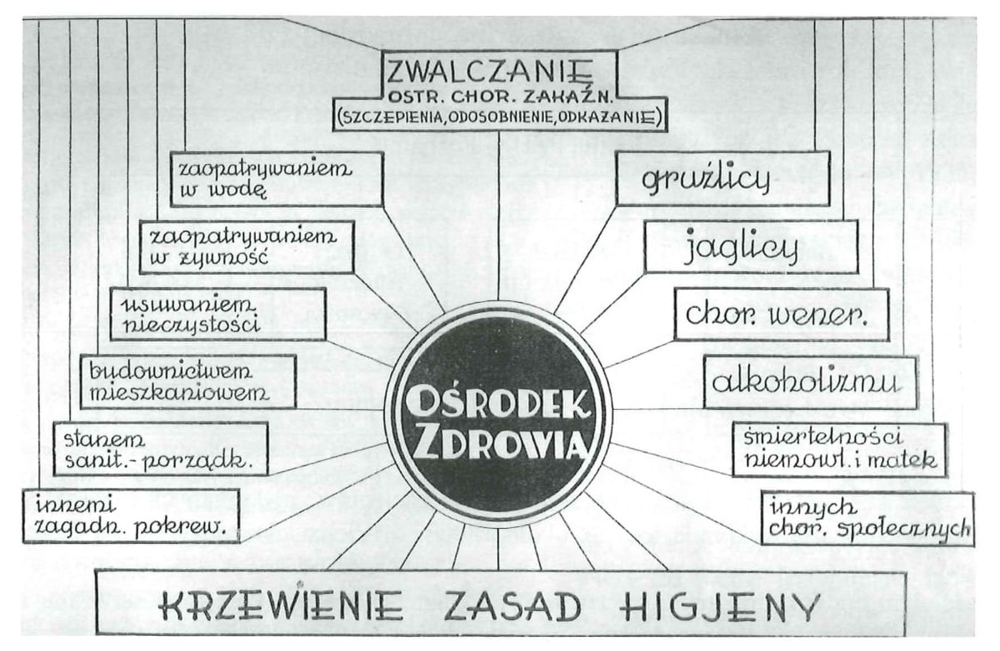 ZWALCZANIE
OSTR. CHOR. ZAKAŹN.
(SZCZEPIENIA, ODOSOBNIENIE, ODKAŻANIE)
zaopatrywaniem
w wodę
zaopatrywaniem
w żywność
usuwaniem
nieczystości
budownictwem
mieszkaniowem
stanem
sanit.-porządk.
innemi
zagadn. pokrew.
gruźlicy
jaglicy
chor. wener.
alkoholizmu
śmiertelności
niemowl. i matek
innych
chor. społecznych
OŚRODEK
ZDROWIA
KRZEWIENIE ZASAD HIGJENY